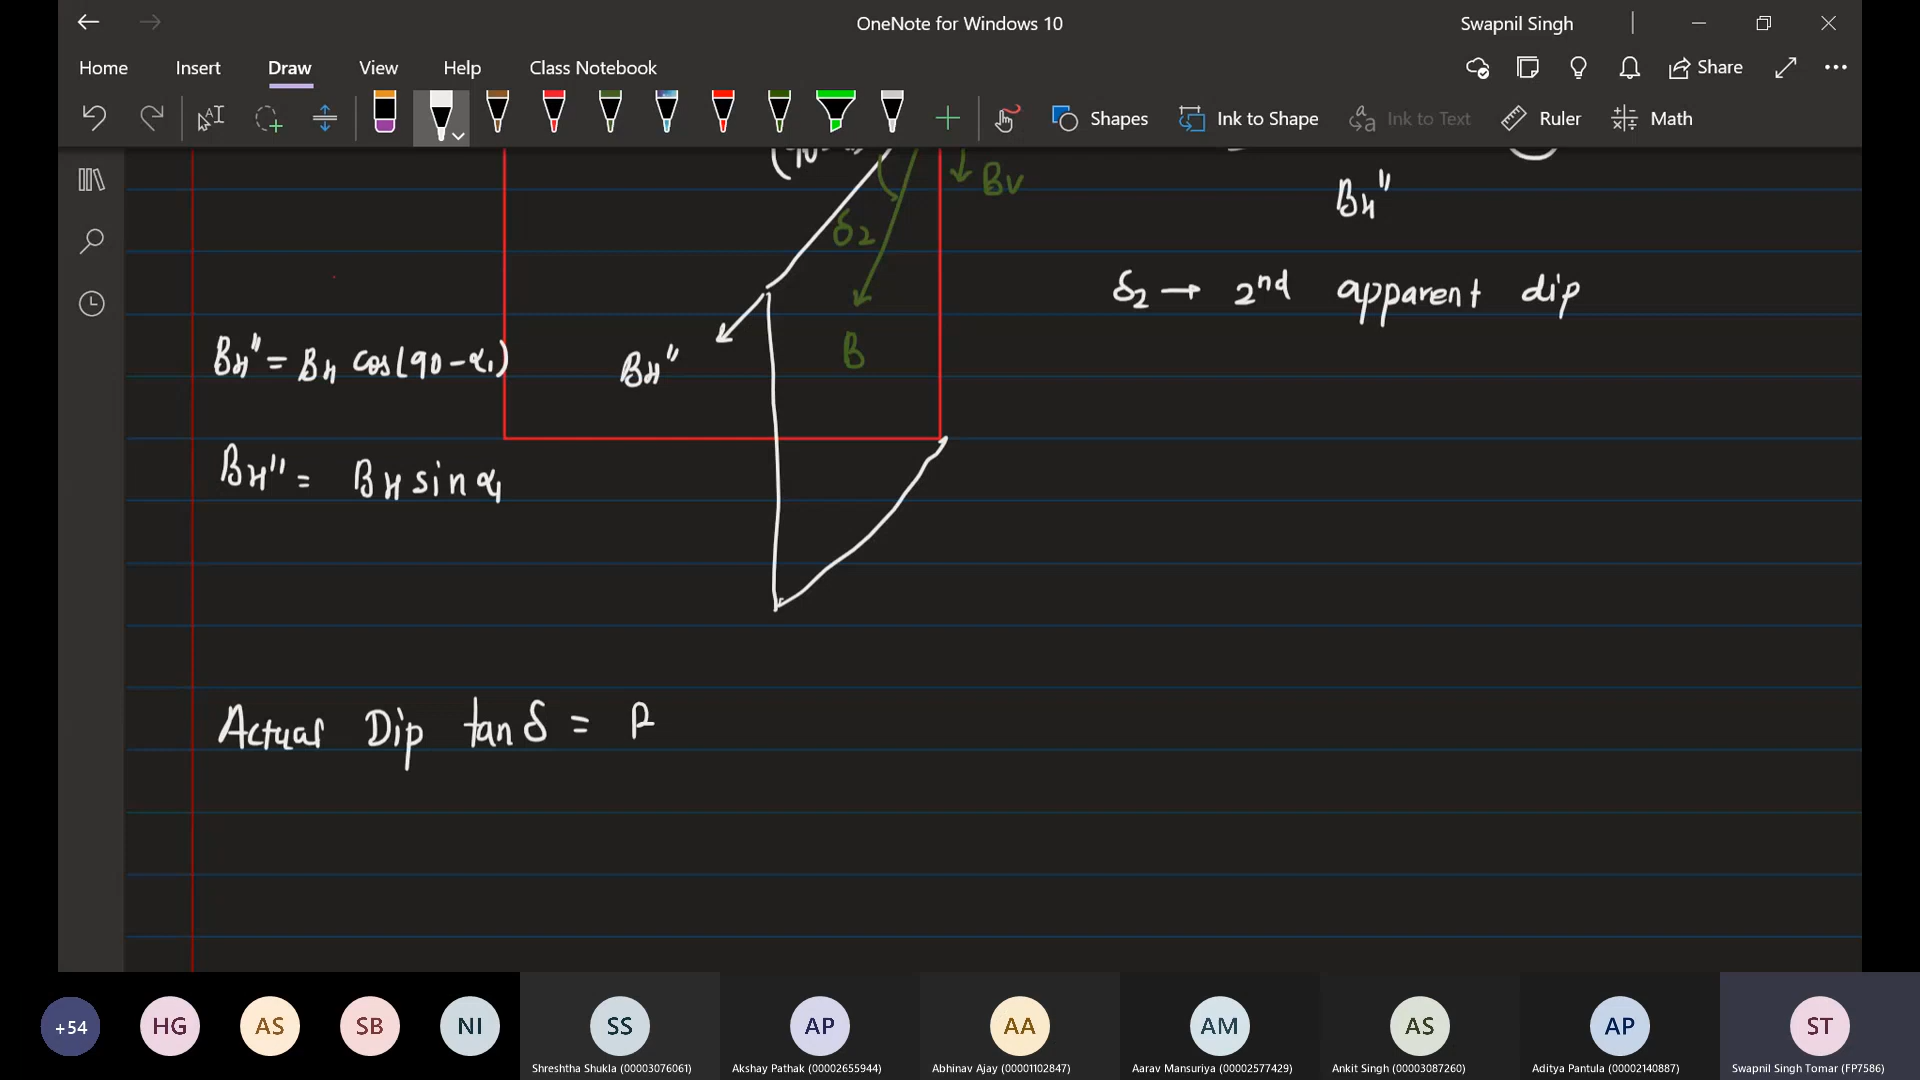 OneNote for Windows 10
Swapnil Singh
Home Insert Draw View Help Class Notebook
Share
Shapes Ink to Shape Ink to Text Ruler Math
Bv
BH"
δ2
δ2 → 2nd apparent dip
B
BH" = BH cos(90-α1)
BH"
BH" = BH sin α1
Actual Dip tan δ =
+54 HG AS SB NI SS AP AA AM AS AP ST
Shreshtha Shukla (00003076061) Akshay Pathak (00002655944) Abhinav Ajay (00001102847) Aarav Mansuriya (00002577429) Ankit Singh (00003087260) Aditya Pantula (00002140887) Swapnil Singh Tomar (FP7586)